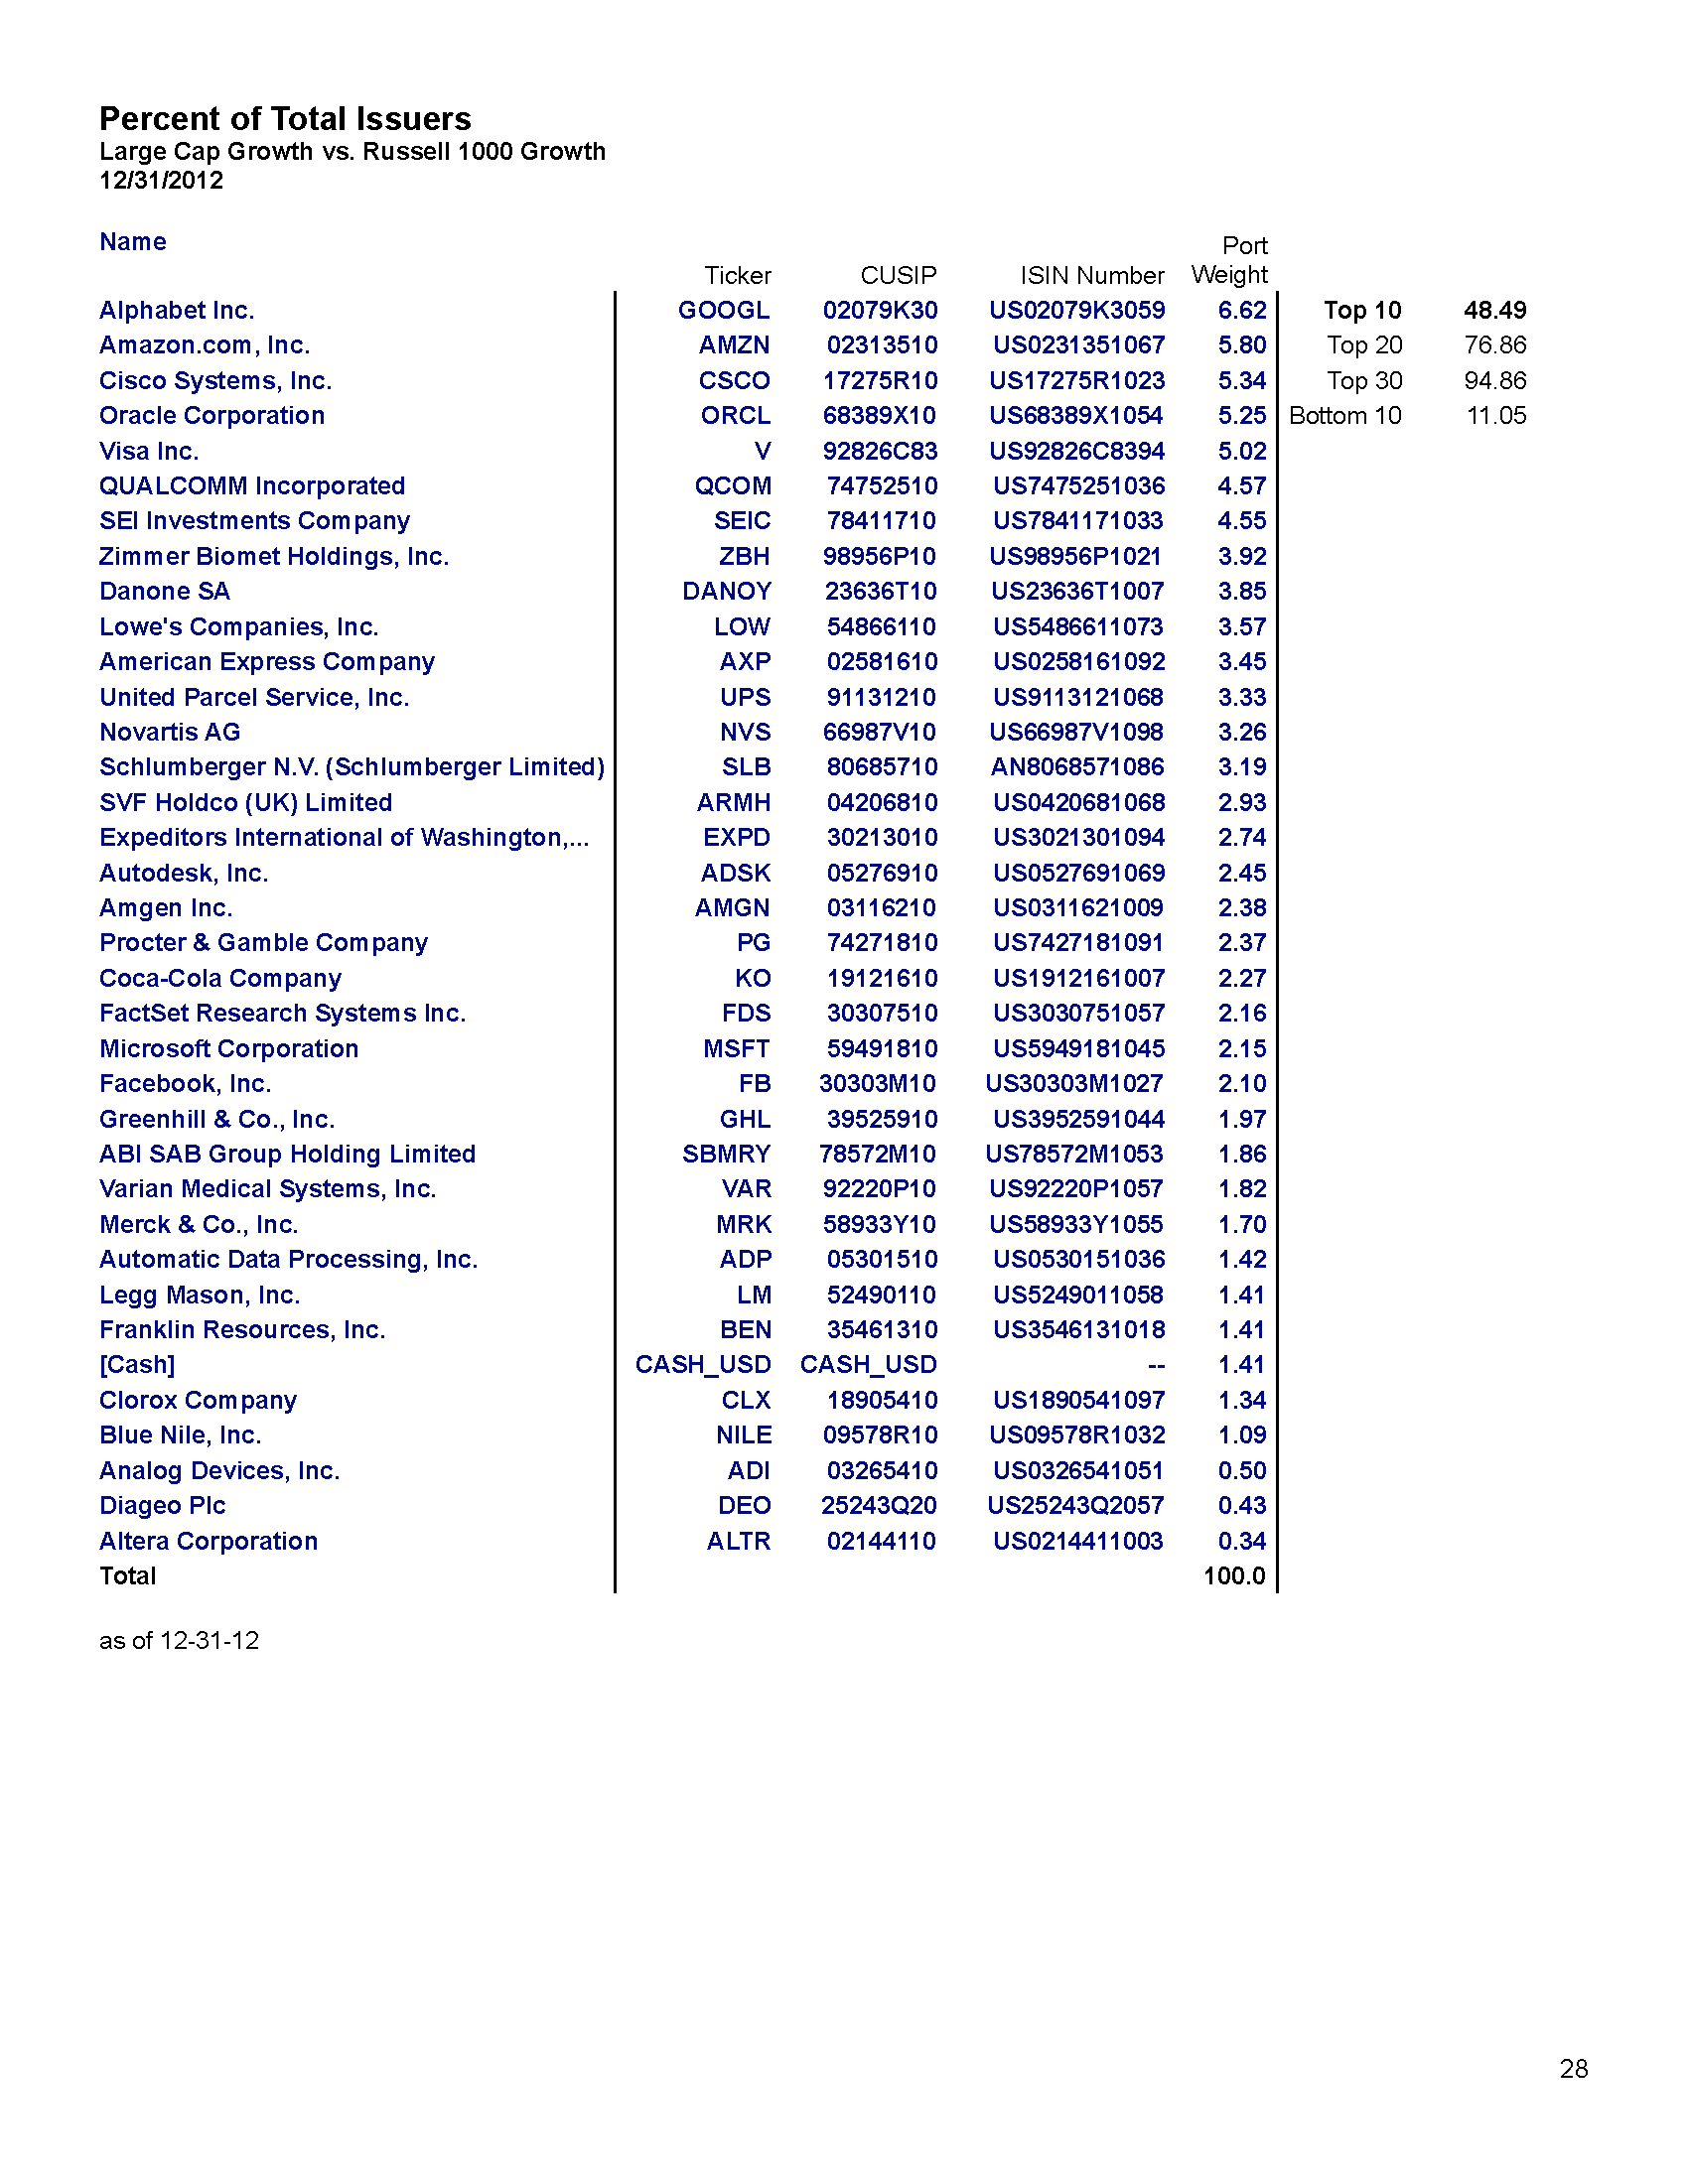 Percent of Total Issuers
Large Cap Growth vs. Russell 1000 Growth
12/31/2012
Name Ticker CUSIP ISIN Number Port Weight
Alphabet Inc. GOOGL 02079K30 US02079K3059 6.62 Top 10 48.49
Amazon.com, Inc. AMZN 02313510 US0231351067 5.80 Top 20 76.86
Cisco Systems, Inc. CSCO 17275R10 US17275R1023 5.34 Top 30 94.86
Oracle Corporation ORCL 68389X10 US68389X1054 5.25 Bottom 10 11.05
Visa Inc. V 92826C83 US92826C8394 5.02
QUALCOMM Incorporated QCOM 74752510 US7475251036 4.57
SEI Investments Company SEIC 78411710 US7841171033 4.55
Zimmer Biomet Holdings, Inc. ZBH 98956P10 US98956P1021 3.92
Danone SA DANOY 23636T10 US23636T1007 3.85
Lowe's Companies, Inc. LOW 54866110 US5486611073 3.57
American Express Company AXP 02581610 US0258161092 3.45
United Parcel Service, Inc. UPS 91131210 US9113121068 3.33
Novartis AG NVS 66987V10 US66987V1098 3.26
Schlumberger N.V. (Schlumberger Limited) SLB 80685710 AN8068571086 3.19
SVF Holdco (UK) Limited ARMH 04206810 US0420681068 2.93
Expeditors International of Washington,... EXPD 30213010 US3021301094 2.74
Autodesk, Inc. ADSK 05276910 US0527691069 2.45
Amgen Inc. AMGN 03116210 US0311621009 2.38
Procter & Gamble Company PG 74271810 US7427181091 2.37
Coca-Cola Company KO 19121610 US1912161007 2.27
FactSet Research Systems Inc. FDS 30307510 US3030751057 2.16
Microsoft Corporation MSFT 59491810 US5949181045 2.15
Facebook, Inc. FB 30303M10 US30303M1027 2.10
Greenhill & Co., Inc. GHL 39525910 US3952591044 1.97
ABI SAB Group Holding Limited SBMRY 78572M10 US78572M1053 1.86
Varian Medical Systems, Inc. VAR 92220P10 US92220P1057 1.82
Merck & Co., Inc. MRK 58933Y10 US58933Y1055 1.70
Automatic Data Processing, Inc. ADP 05301510 US0530151036 1.42
Legg Mason, Inc. LM 52490110 US5249011058 1.41
Franklin Resources, Inc. BEN 35461310 US3546131018 1.41
[Cash] CASH_USD CASH_USD -- 1.41
Clorox Company CLX 18905410 US1890541097 1.34
Blue Nile, Inc. NILE 09578R10 US09578R1032 1.09
Analog Devices, Inc. ADI 03265410 US0326541051 0.50
Diageo Plc DEO 25243Q20 US25243Q2057 0.43
Altera Corporation ALTR 02144110 US0214411003 0.34
Total 100.0
as of 12-31-12
28